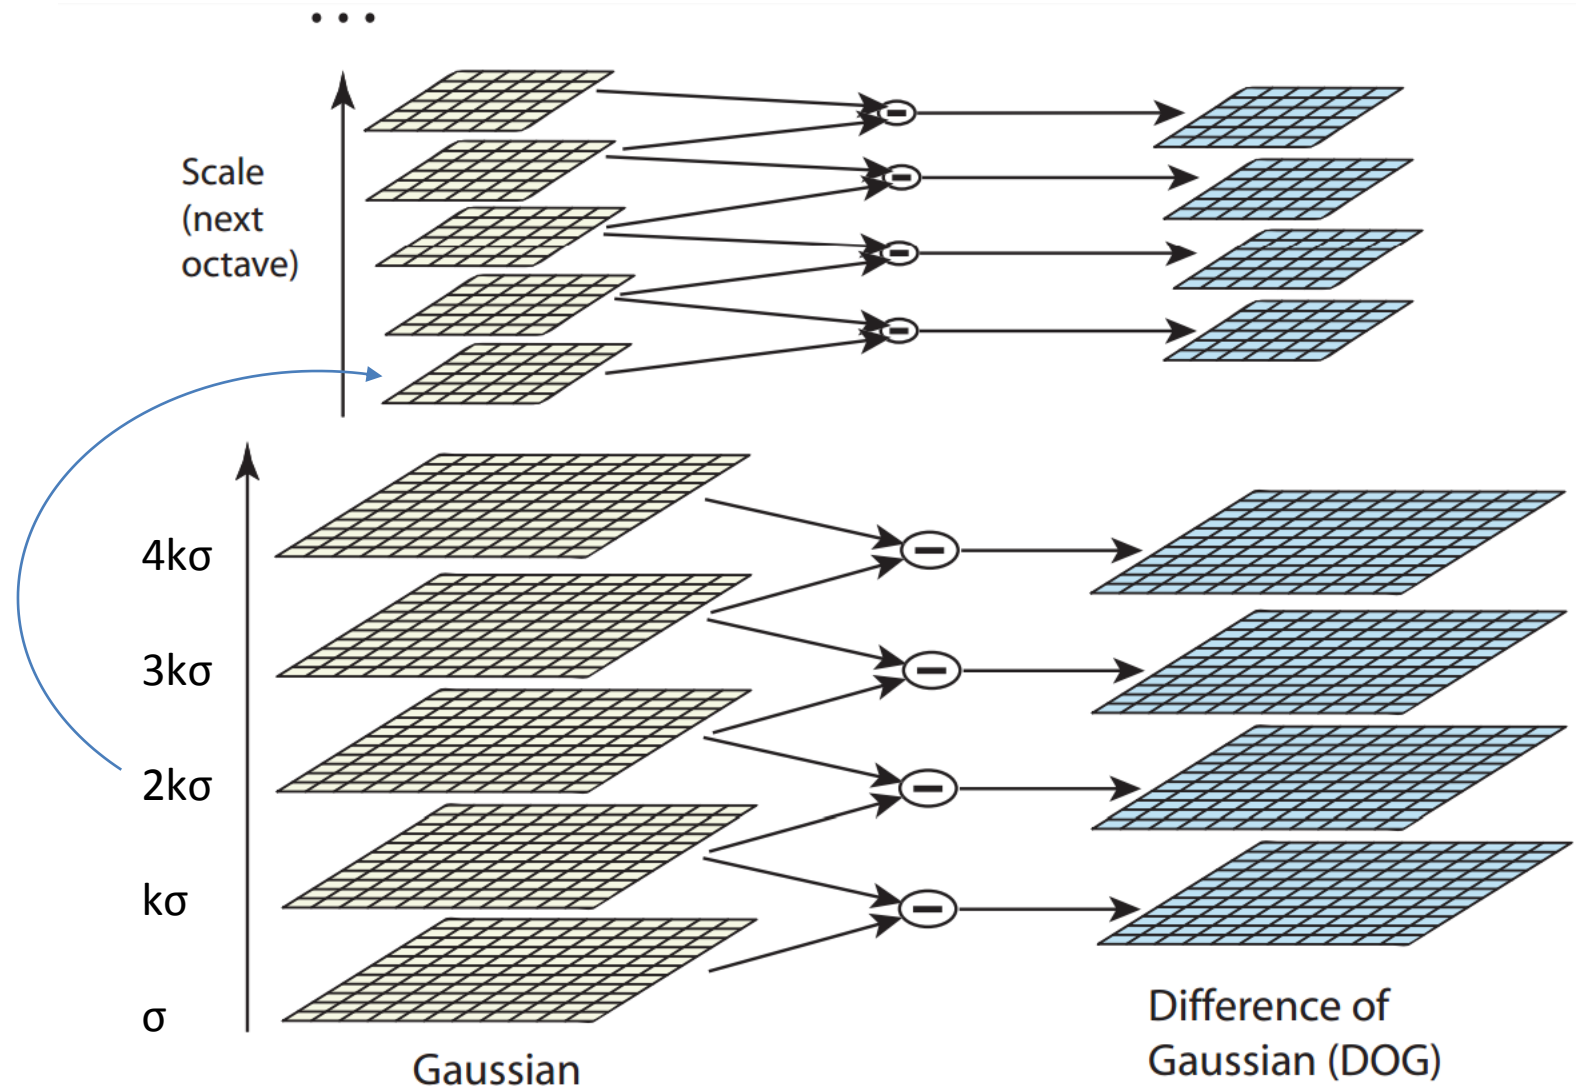 • • •
Scale
(next
octave)
4kσ
3kσ
2kσ
kσ
σ
Gaussian
Difference of
Gaussian (DOG)